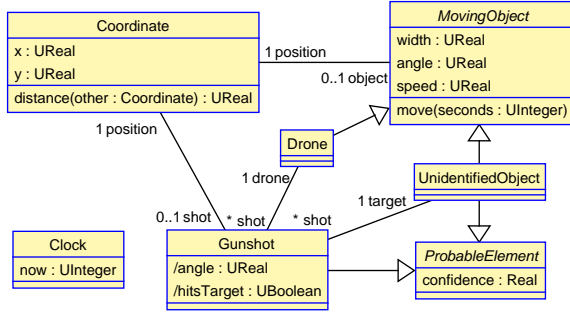 Coordinate
x : UReal
y : UReal
distance(other : Coordinate) : UReal
MovingObject
width : UReal
angle : UReal
speed : UReal
move(seconds : UInteger)
1 position
0..1 object
1 position
Drone
UnidentifiedObject
1 drone
1 target
0..1 shot
* shot
* shot
Clock
now : UInteger
Gunshot
/angle : UReal
/hitsTarget : UBoolean
ProbableElement
confidence : Real